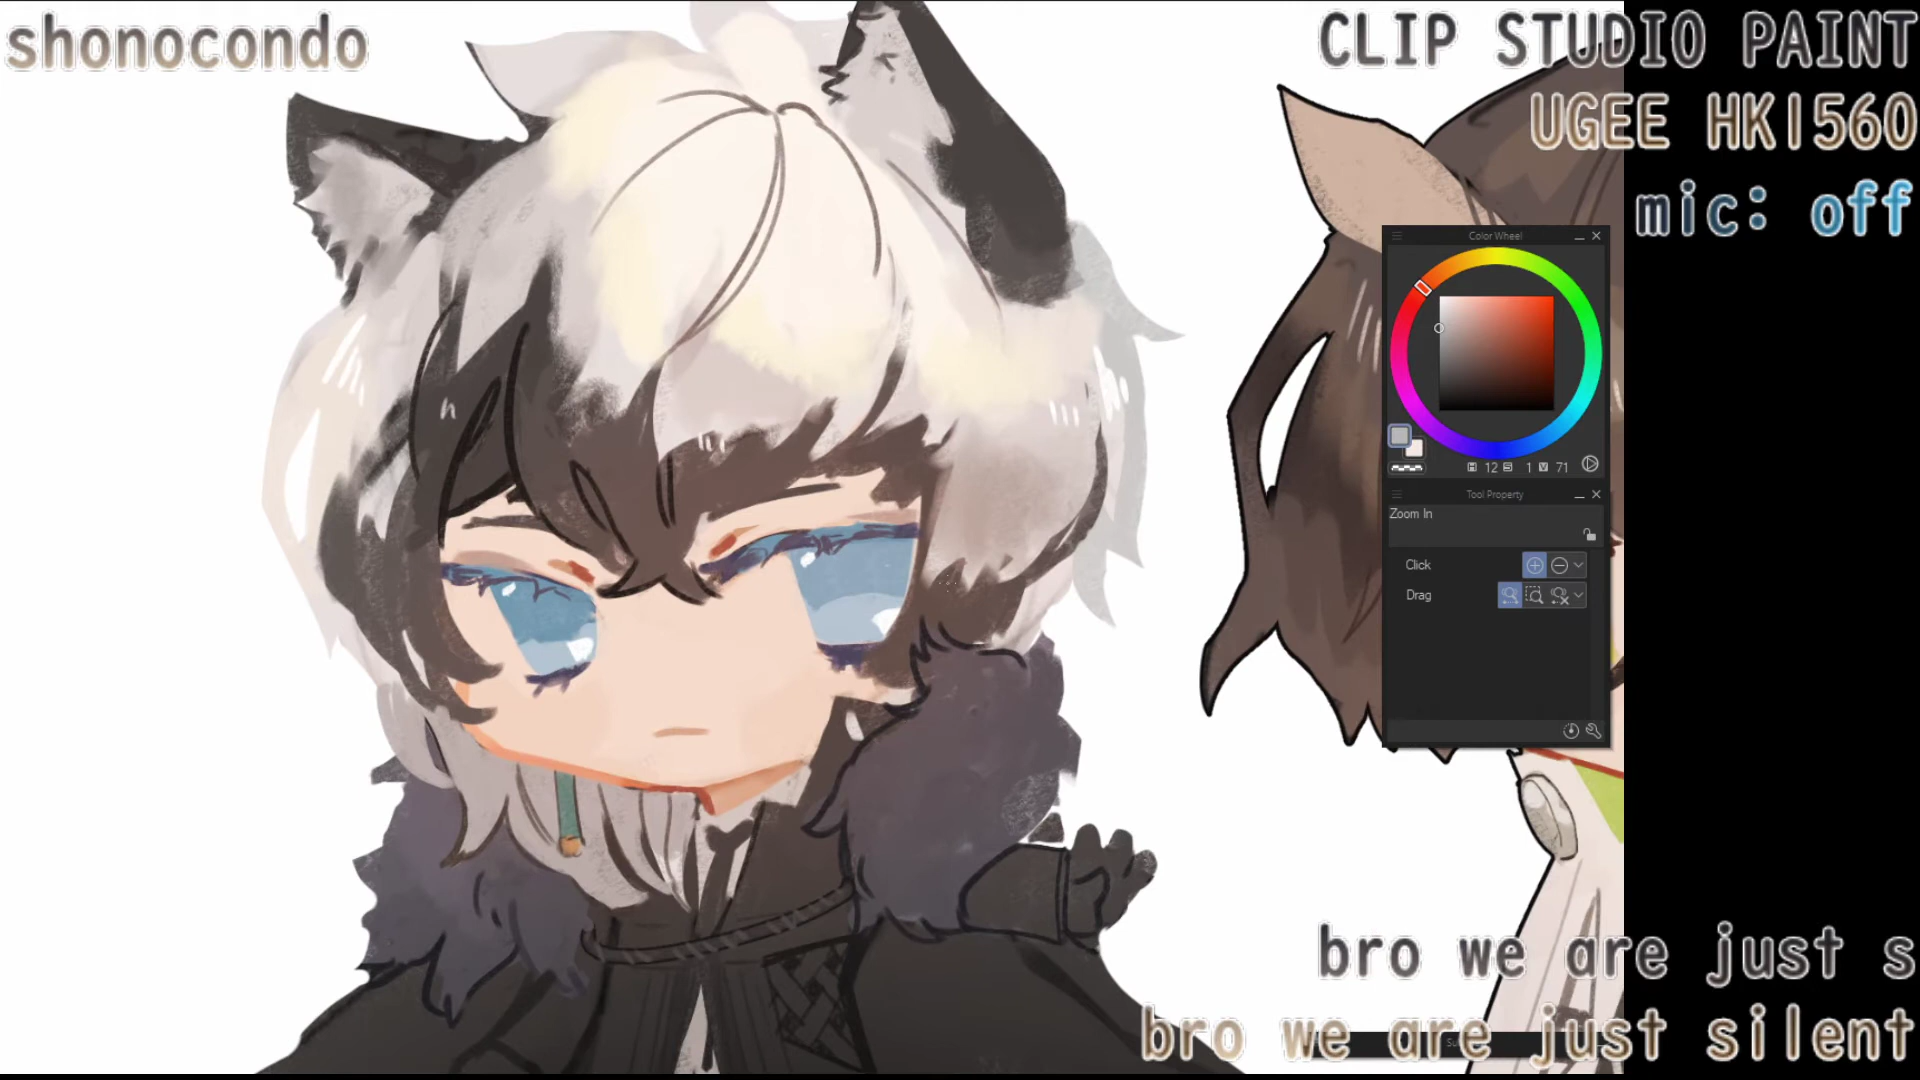 shonocondo
CLIP STUDIO PAINT
UGEE HK1560
mic: off
Color Wheel
H 12 S 1 V 71
Tool Property
Zoom In
Click
Drag
bro we are just s
bro we are just silent